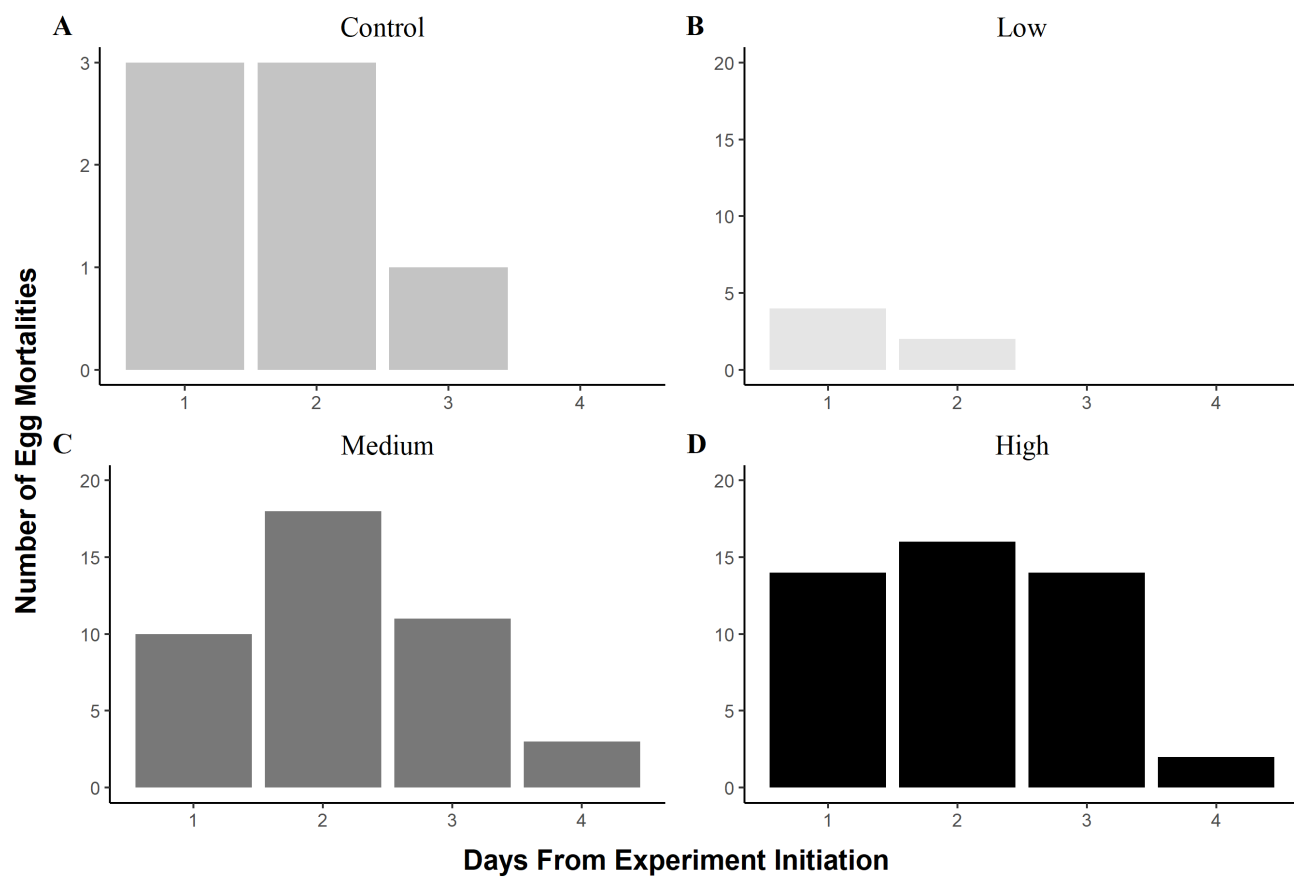 A
Control
3
2
1
0
1 2 3 4
B
Low
20
15
10
5
0
1 2 3 4
Number of Egg Mortalities
C
Medium
20
15
10
5
0
1 2 3 4
D
High
20
15
10
5
0
1 2 3 4
Days From Experiment Initiation